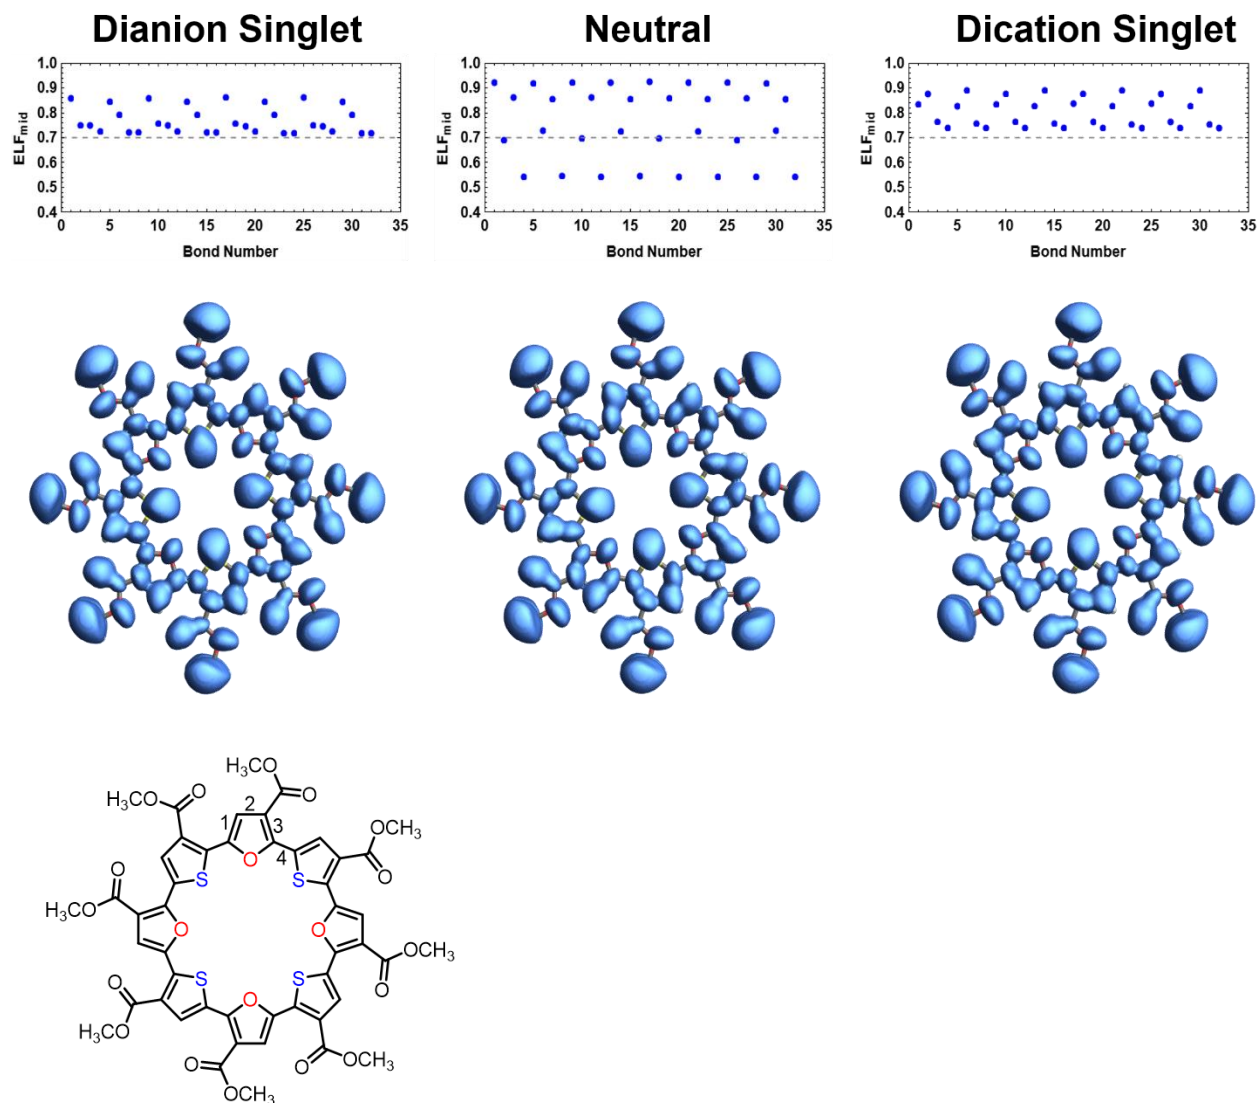 Dianion Singlet
Neutral
Dication Singlet
1.0
0.9
0.8
0.7
0.6
0.5
0.4
ELFmid
0 5 10 15 20 25 30 35
Bond Number
1.0
0.9
0.8
0.7
0.6
0.5
0.4
ELFmid
0 5 10 15 20 25 30 35
Bond Number
1.0
0.9
0.8
0.7
0.6
0.5
0.4
ELFmid
0 5 10 15 20 25 30 35
Bond Number
H₃CO
O
H₃CO
O
1
2
3
4
O
S
S
OCH₃
O
O
H₃CO
O
O
OCH₃
O
S
S
O
O
H₃CO
O
OCH₃
O
OCH₃
O
OCH₃